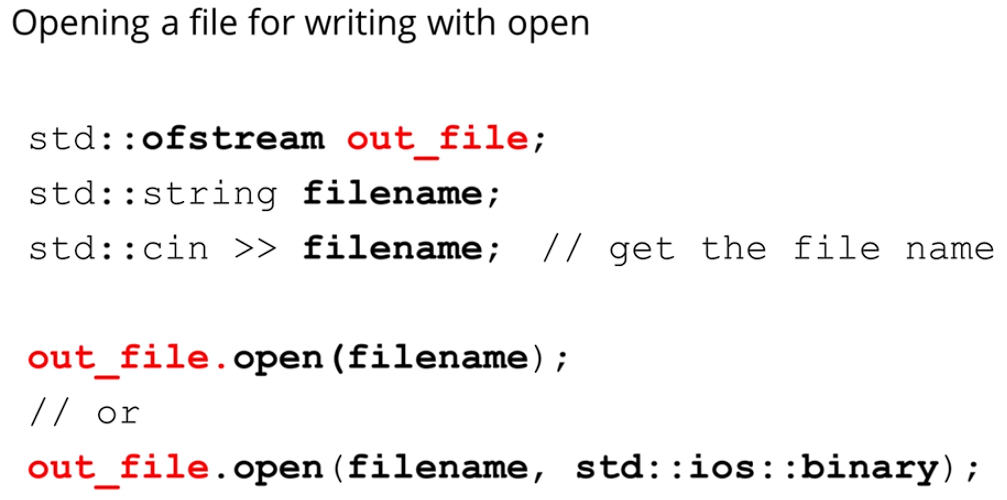 Opening a file for writing with open
std::ofstream out_file;
std::string filename;
std::cin >> filename;  // get the file name
out_file.open(filename);
// or
out_file.open(filename, std::ios::binary);